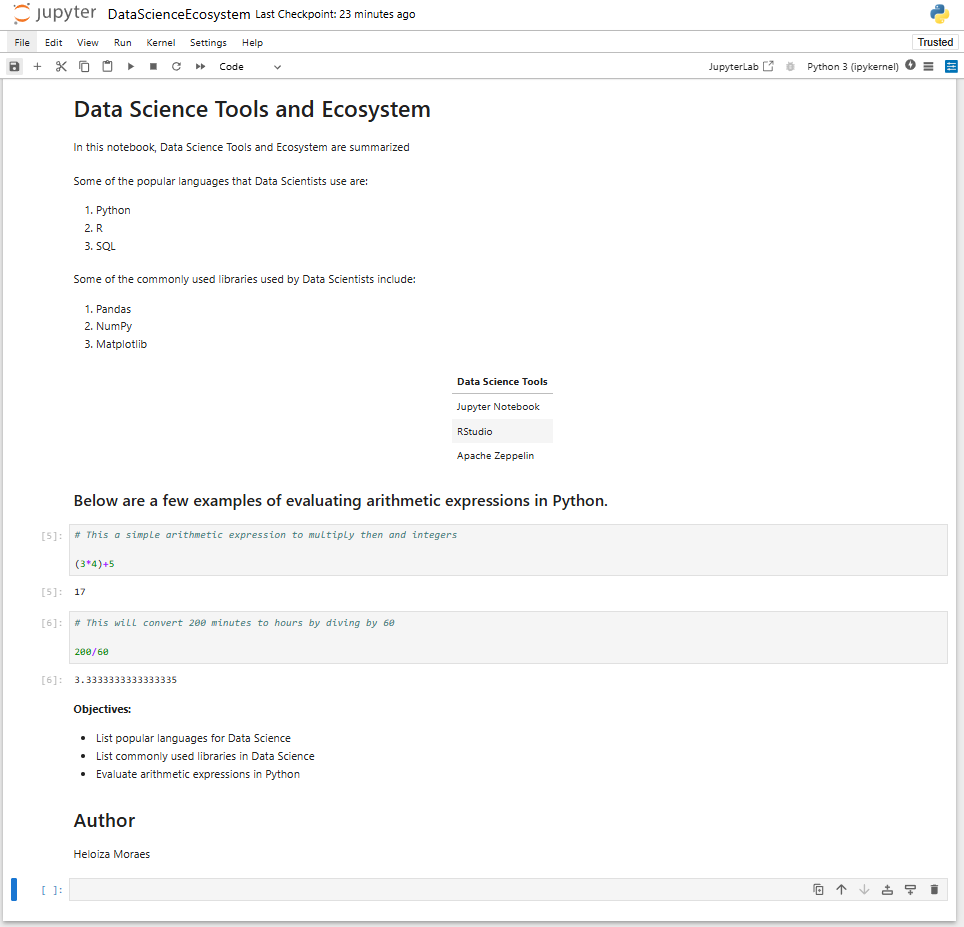 jupyter DataScienceEcosystem Last Checkpoint: 23 minutes ago
File Edit View Run Kernel Settings Help Trusted
Code JupyterLab Python 3 (ipykernel)
Data Science Tools and Ecosystem
In this notebook, Data Science Tools and Ecosystem are summarized
Some of the popular languages that Data Scientists use are:
1. Python
2. R
3. SQL
Some of the commonly used libraries used by Data Scientists include:
1. Pandas
2. NumPy
3. Matplotlib
Data Science Tools
Jupyter Notebook
RStudio
Apache Zeppelin
Below are a few examples of evaluating arithmetic expressions in Python.
[5]: # This a simple arithmetic expression to multiply then and integers
(3*4)+5
[5]: 17
[6]: # This will convert 200 minutes to hours by diving by 60
200/60
[6]: 3.3333333333333335
Objectives:
• List popular languages for Data Science
• List commonly used libraries in Data Science
• Evaluate arithmetic expressions in Python
Author
Heloiza Moraes
[ ]: